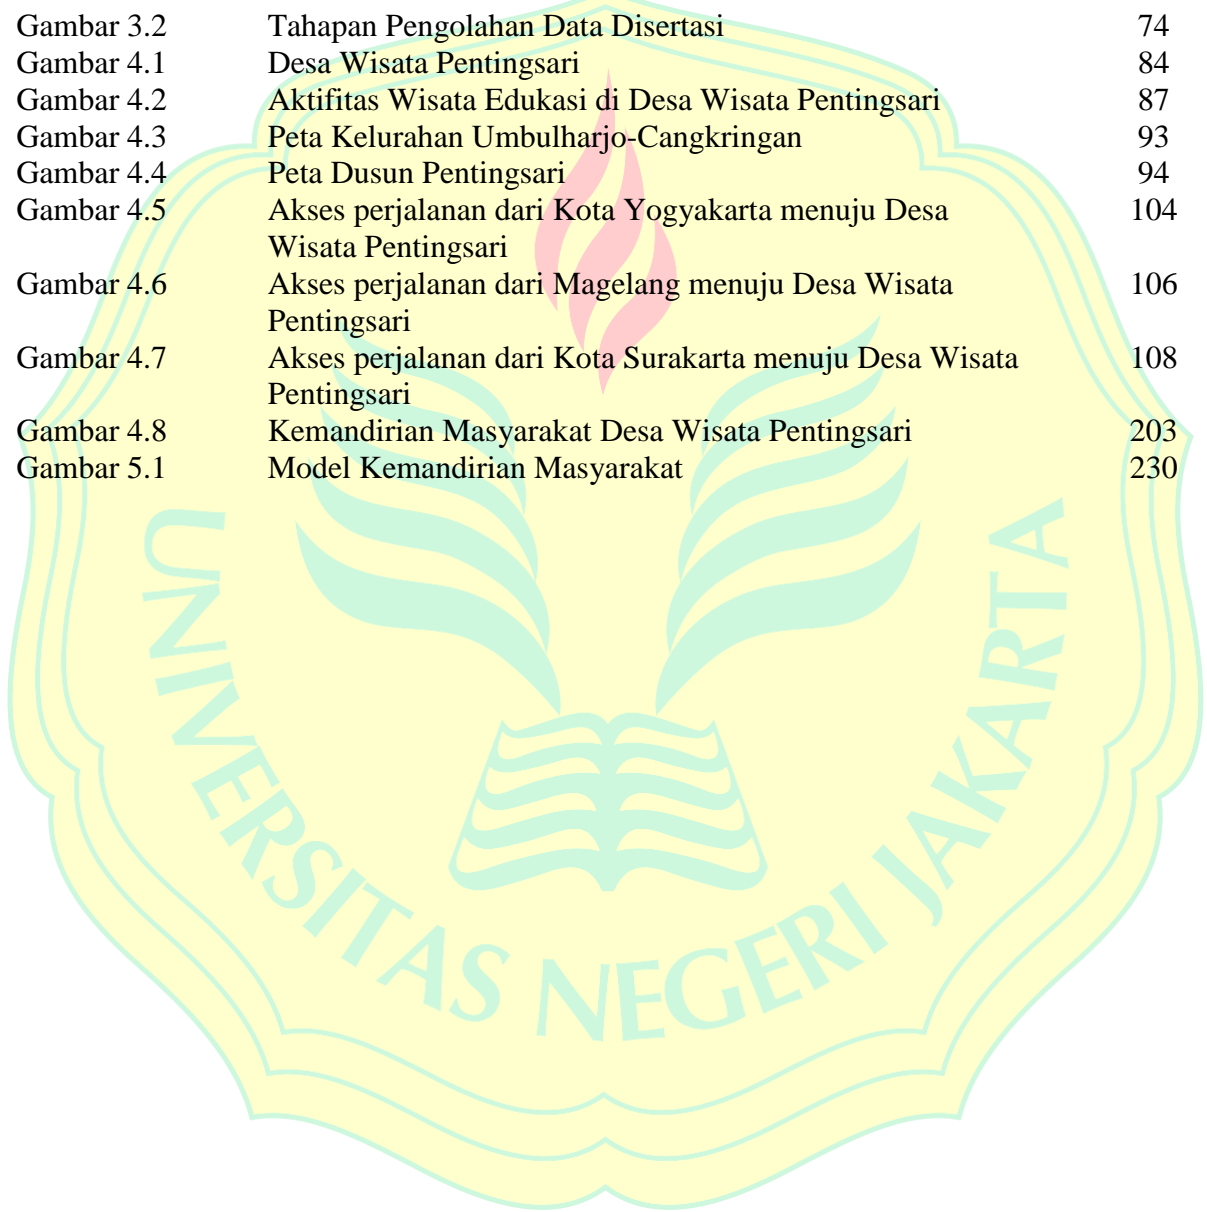 Gambar 3.2 Tahapan Pengolahan Data Disertasi 74
Gambar 4.1 Desa Wisata Pentingsari 84
Gambar 4.2 Aktifitas Wisata Edukasi di Desa Wisata Pentingsari 87
Gambar 4.3 Peta Kelurahan Umbulharjo-Cangkringan 93
Gambar 4.4 Peta Dusun Pentingsari 94
Gambar 4.5 Akses perjalanan dari Kota Yogyakarta menuju Desa 104
Wisata Pentingsari
Gambar 4.6 Akses perjalanan dari Magelang menuju Desa Wisata 106
Pentingsari
Gambar 4.7 Akses perjalanan dari Kota Surakarta menuju Desa Wisata 108
Pentingsari
Gambar 4.8 Kemandirian Masyarakat Desa Wisata Pentingsari 203
Gambar 5.1 Model Kemandirian Masyarakat 230
UNIVERSITAS NEGERI JAKARTA